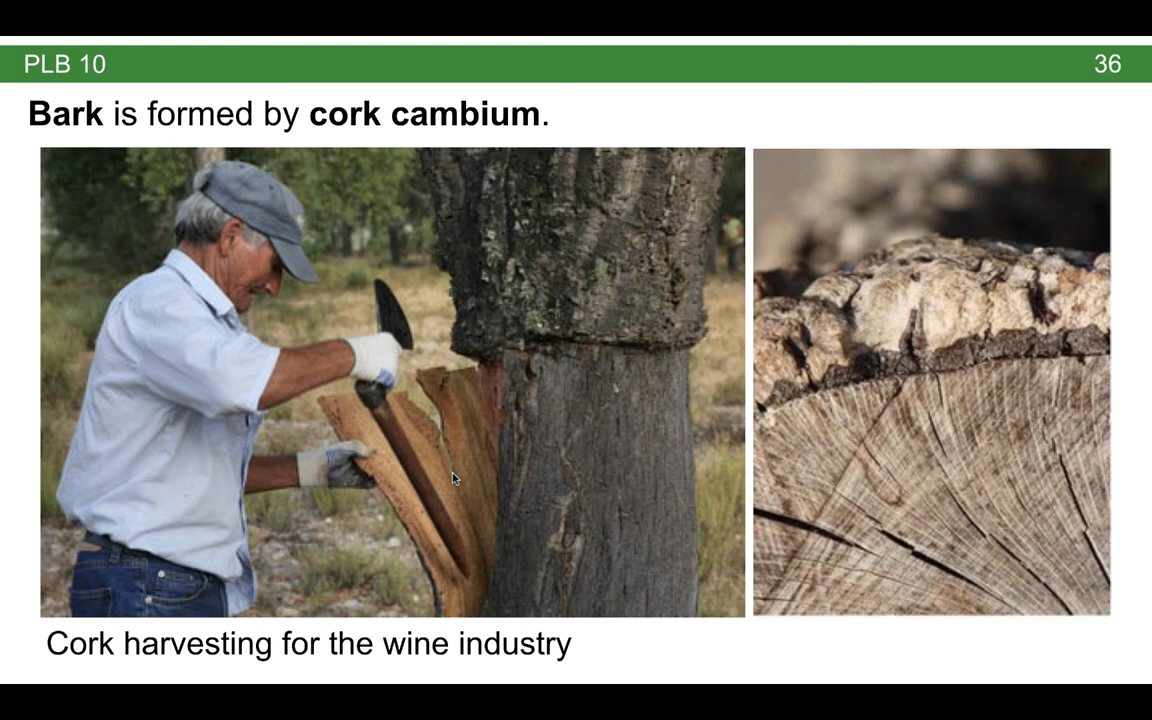 PLB 10 36
Bark is formed by cork cambium.
Cork harvesting for the wine industry